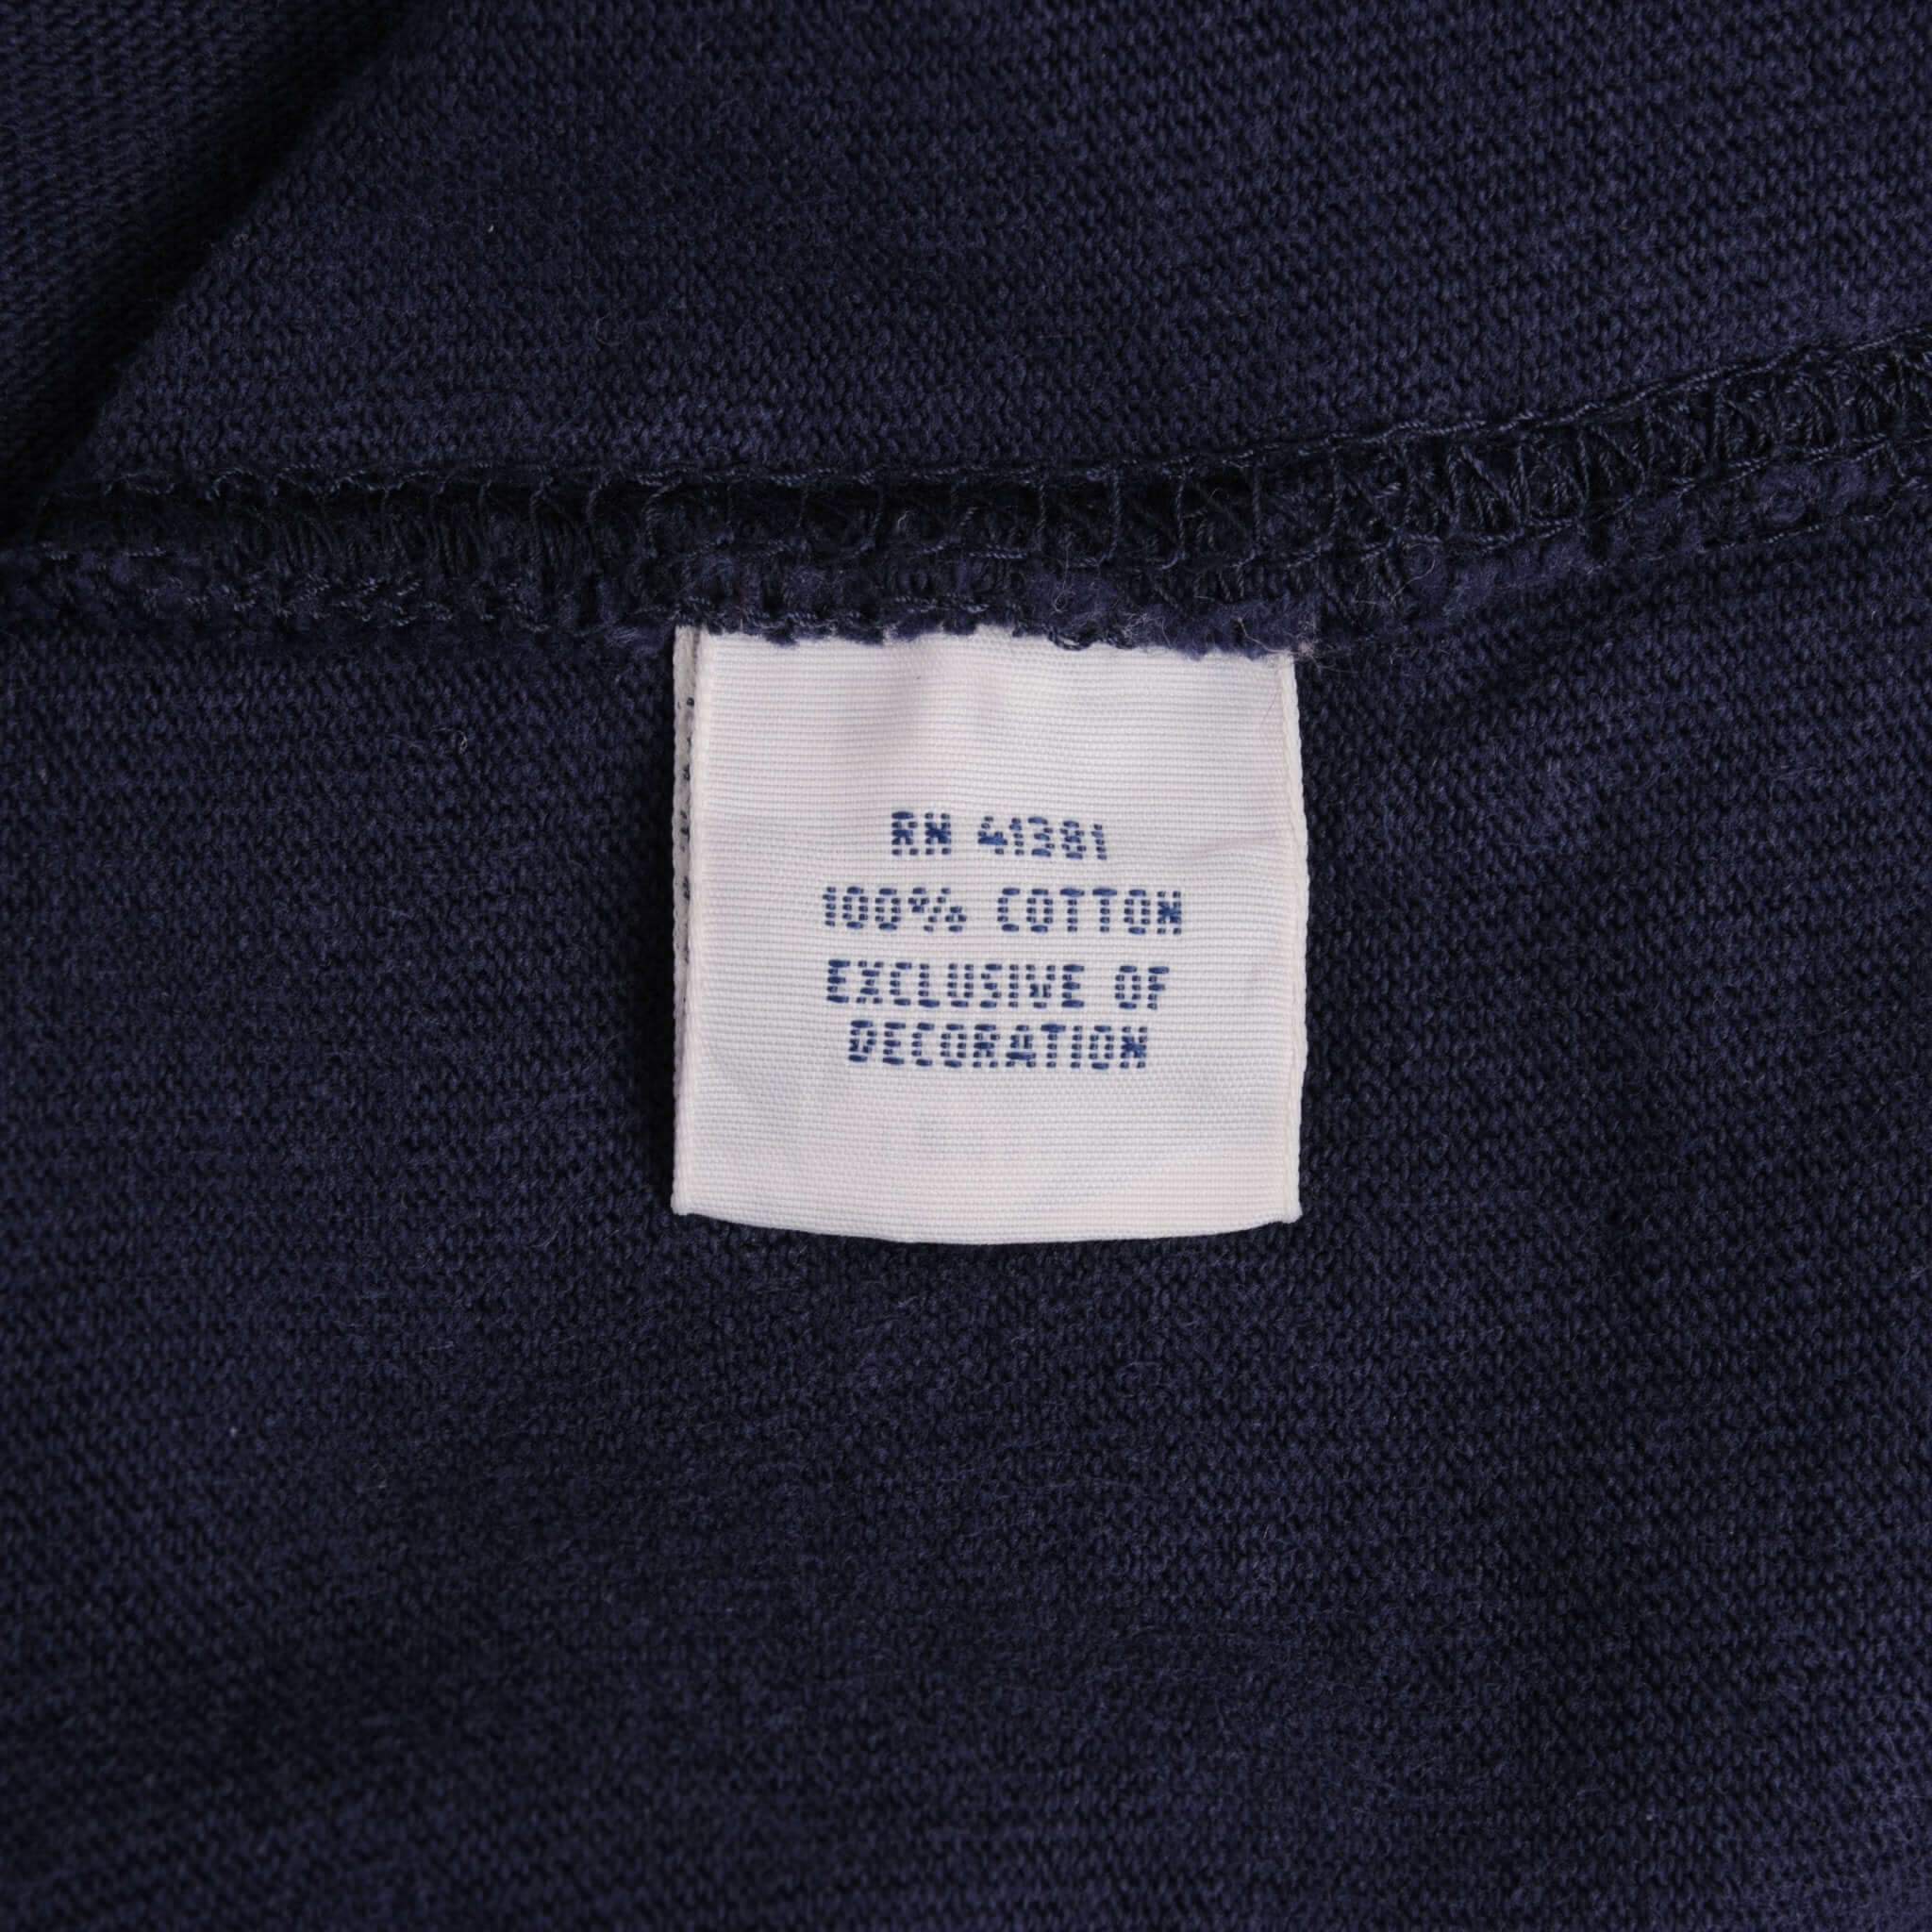 RN 41381
100% COTTON
EXCLUSIVE OF
DECORATION